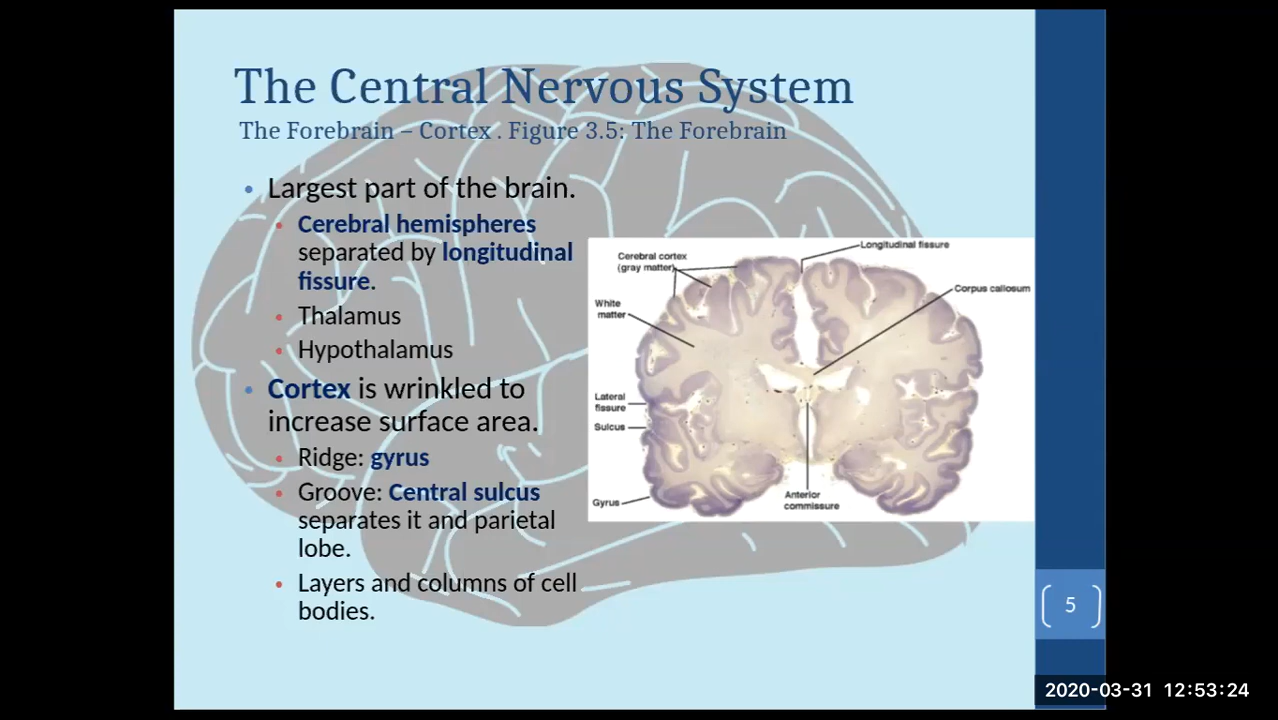 The Central Nervous System
The Forebrain – Cortex . Figure 3.5: The Forebrain
• Largest part of the brain.
• Cerebral hemispheres
separated by longitudinal
fissure.
• Thalamus
• Hypothalamus
• Cortex is wrinkled to
increase surface area.
• Ridge: gyrus
• Groove: Central sulcus
separates it and parietal
lobe.
• Layers and columns of cell
bodies.
Longitudinal fissure
Cerebral cortex
(gray matter)
Corpus callosum
White
matter
Lateral
fissure
Sulcus
Gyrus
Anterior
commissure
5
2020-03-31 12:53:24